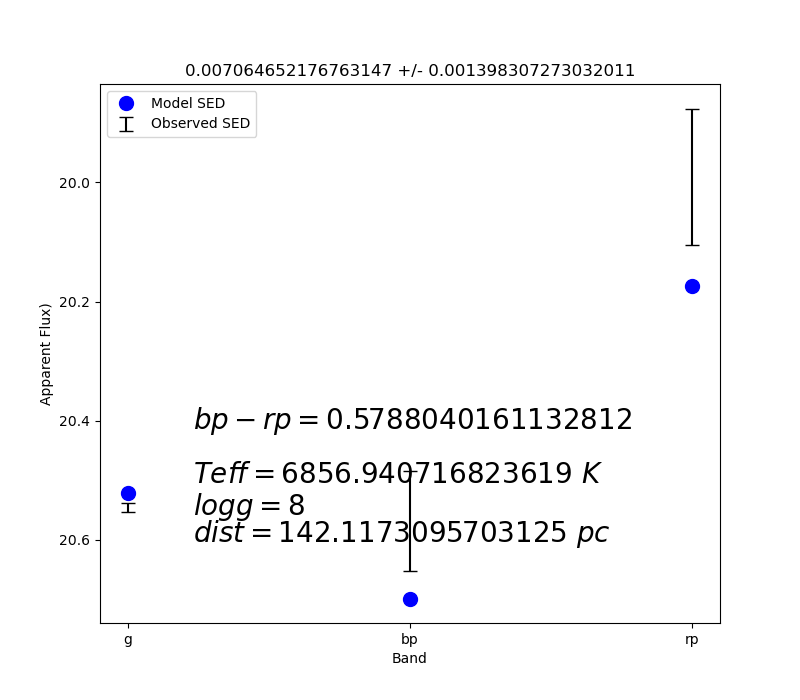 0.007064652176763147 +/- 0.001398307273032011
Model SED
Observed SED
20.0
20.2
20.4
20.6
Apparent Flux)
bp − rp = 0.5788040161132812
Teff = 6856.940716823619 K
logg = 8
dist = 142.1173095703125 pc
g
bp
rp
Band